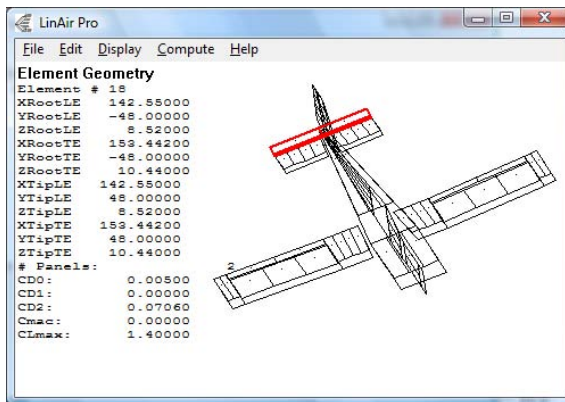 LinAir Pro
File Edit Display Compute Help
Element Geometry
Element # 18
XRootLE 142.55000
YRootLE -48.00000
ZRootLE 8.52000
XRootTE 153.44200
YRootTE -48.00000
ZRootTE 10.44000
XTipLE 142.55000
YTipLE 48.00000
ZTipLE 8.52000
XTipTE 153.44200
YTipTE 48.00000
ZTipTE 10.44000
# Panels: 2
CD0: 0.00500
CD1: 0.00000
CD2: 0.07060
Cmac: 0.00000
CLmax: 1.40000